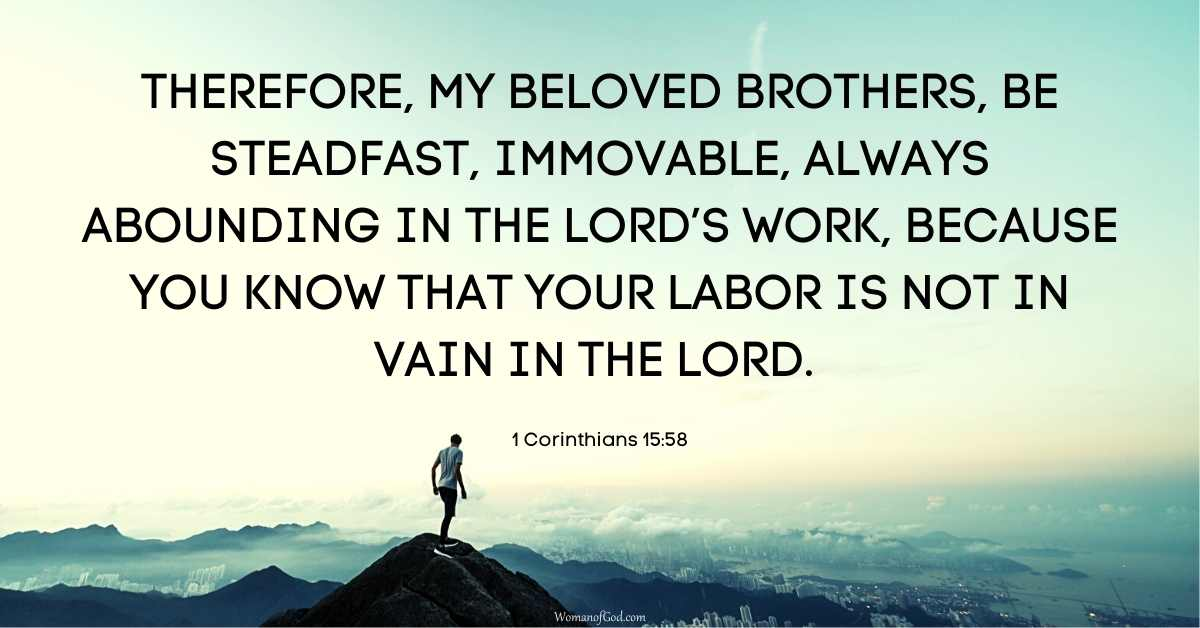 THEREFORE, MY BELOVED BROTHERS, BE
STEADFAST, IMMOVABLE, ALWAYS
ABOUNDING IN THE LORD’S WORK, BECAUSE
YOU KNOW THAT YOUR LABOR IS NOT IN
VAIN IN THE LORD.
1 Corinthians 15:58
WomanofGod.com